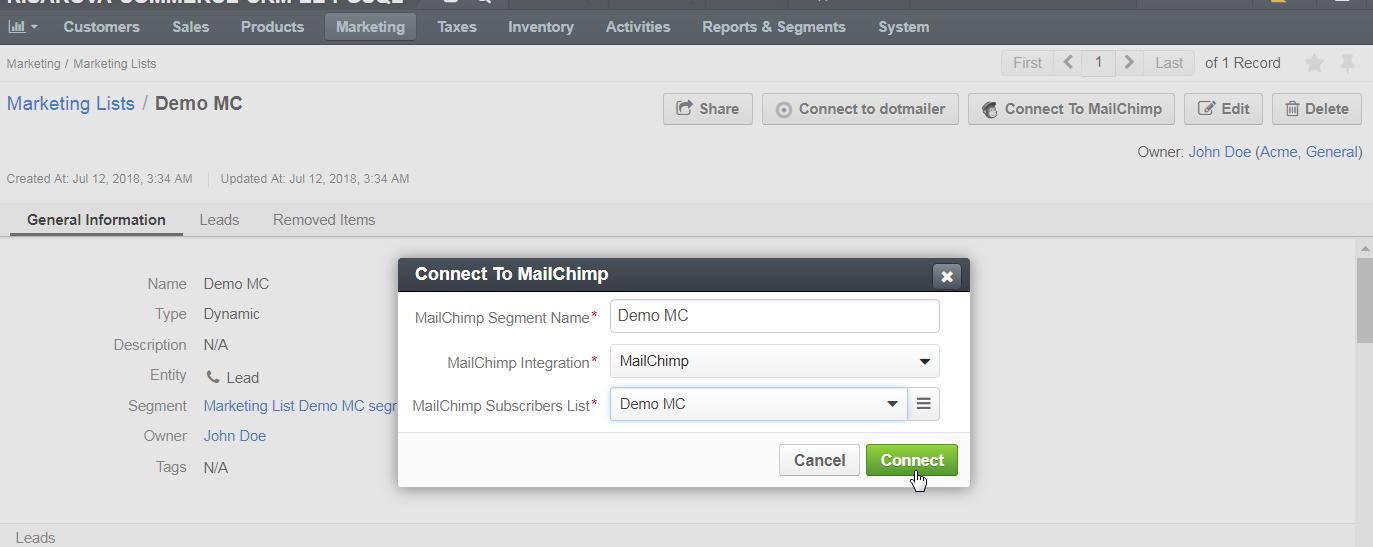 Customers Sales Products Marketing Taxes Inventory Activities Reports & Segments System
Marketing / Marketing Lists First 1 Last of 1 Record
Marketing Lists / Demo MC Share Connect to dotmailer Connect To MailChimp Edit Delete
Owner: John Doe (Acme, General)
Created At: Jul 12, 2018, 3:34 AM Updated At: Jul 12, 2018, 3:34 AM
General Information Leads Removed Items
Name Demo MC
Type Dynamic
Description N/A
Entity Lead
Segment Marketing List Demo MC segr
Owner John Doe
Tags N/A
Leads
Connect To MailChimp
MailChimp Segment Name* Demo MC
MailChimp Integration* MailChimp
MailChimp Subscribers List* Demo MC
Cancel Connect